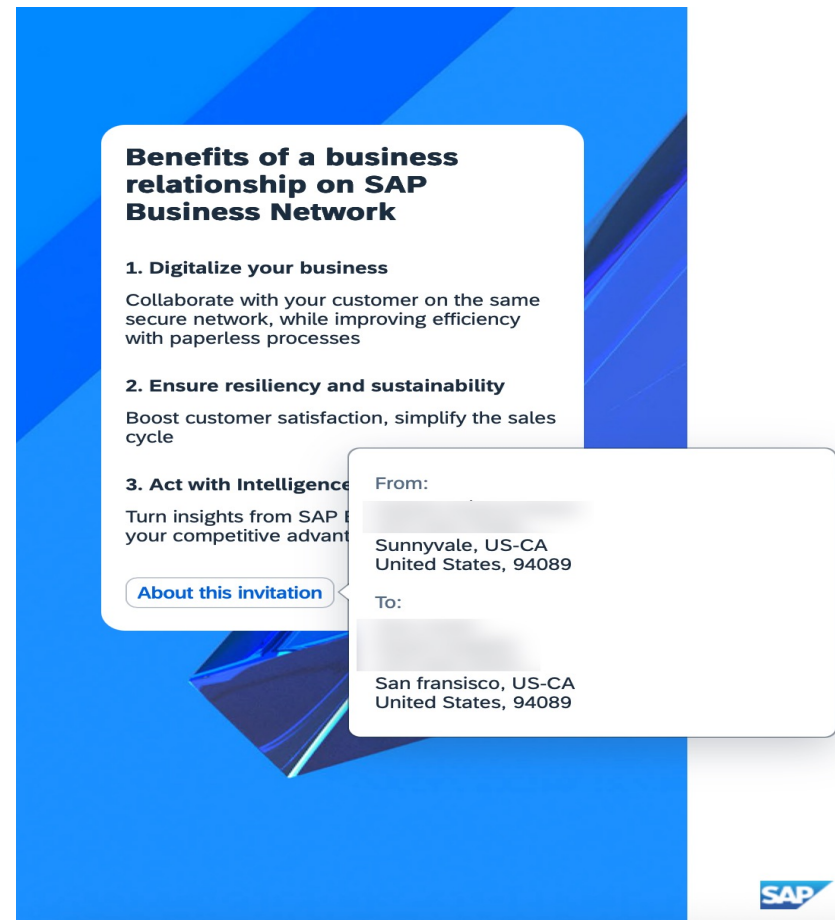 Benefits of a business
relationship on SAP
Business Network
1. Digitalize your business
Collaborate with your customer on the same
secure network, while improving efficiency
with paperless processes
2. Ensure resiliency and sustainability
Boost customer satisfaction, simplify the sales
cycle
3. Act with Intelligence
Turn insights from SAP
your competitive
About this invitation
From:
Sunnyvale, US-CA
United States, 94089
To:
San fransisco, US-CA
United States, 94089
SAP